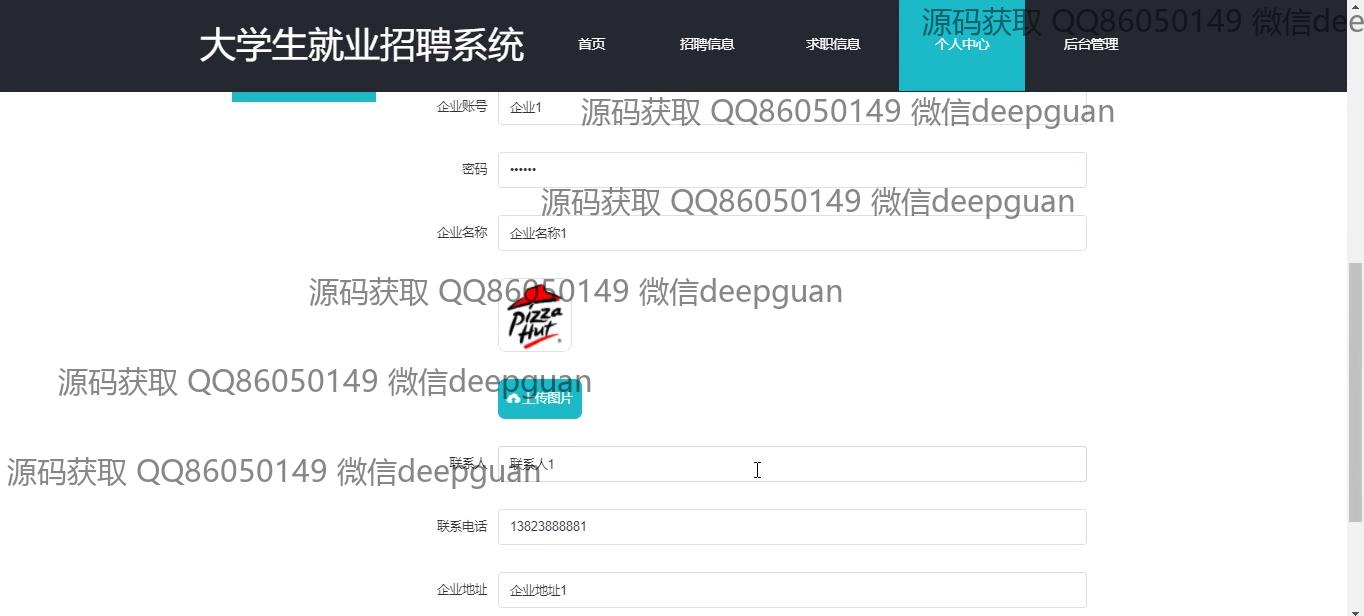 大学生就业招聘系统 首页 招聘信息 求职信息 个人中心 后台管理
源码获取 QQ86050149 微信dee
企业账号 企业1
源码获取 QQ86050149 微信deepguan
密码 ••••••
源码获取 QQ86050149 微信deepguan
企业名称 企业名称1
源码获取 QQ86050149 微信deepguan
Pizza
Hut
源码获取 QQ86050149 微信deepguan
上传图片
联系人 联系人1
源码获取 QQ86050149 微信deepguan
联系电话 13823888881
企业地址 企业地址1